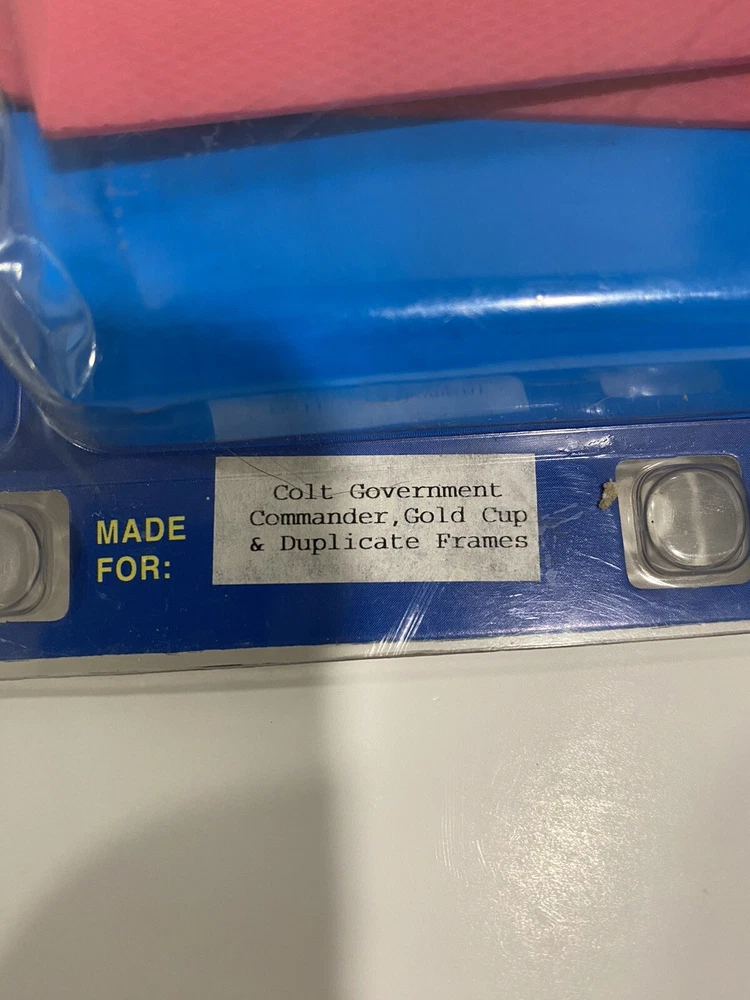 MADE
FOR:
Colt Government
Commander,Gold Cup
& Duplicate Frames